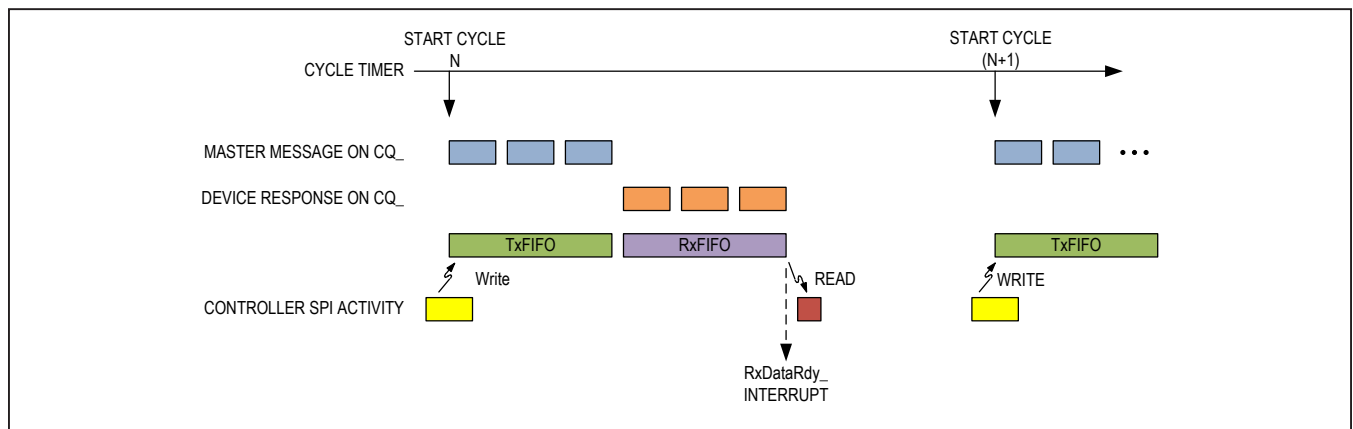 START CYCLE
N
START CYCLE
(N+1)
CYCLE TIMER
MASTER MESSAGE ON CQ_
DEVICE RESPONSE ON CQ_
TxFIFO
RxFIFO
TxFIFO
Write
READ
WRITE
CONTROLLER SPI ACTIVITY
RxDataRdy_
INTERRUPT